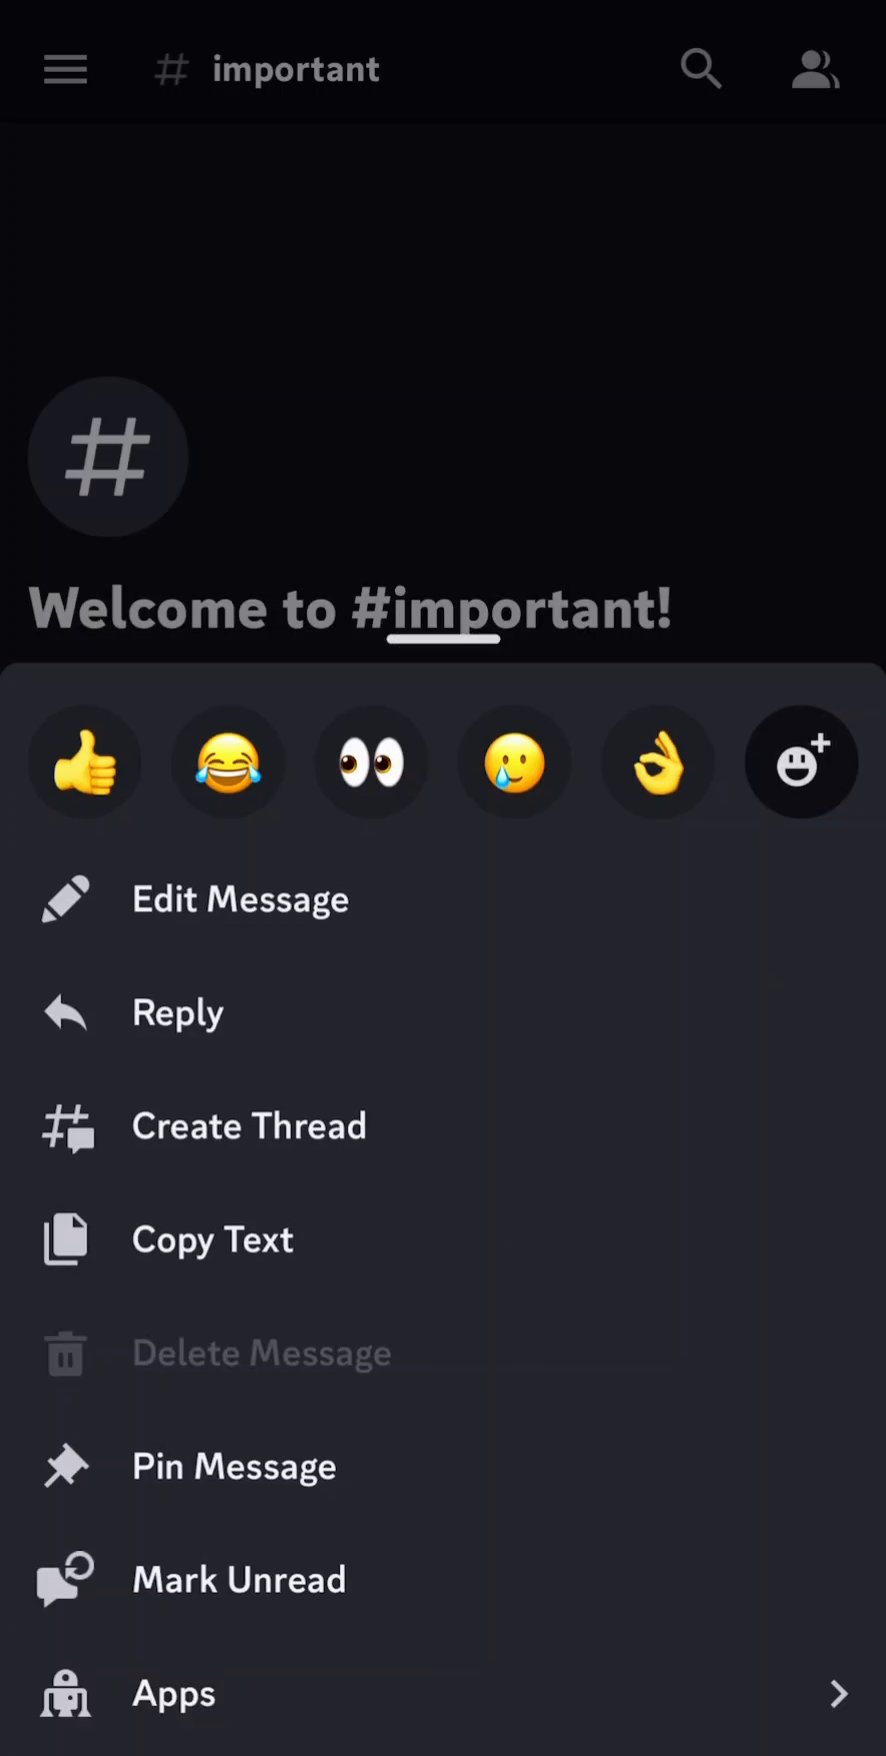 # important
Welcome to #important!
Edit Message
Reply
Create Thread
Copy Text
Delete Message
Pin Message
Mark Unread
Apps